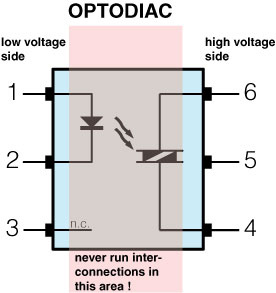 OPTODIAC
low voltage
side
high voltage
side
1
6
2
5
3
n.c.
4
never run inter-
connections in
this area !